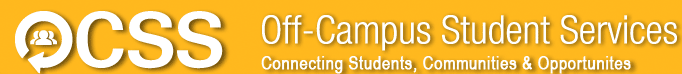 OCSS
Off-Campus Student Services
Connecting Students, Communities & Opportunites